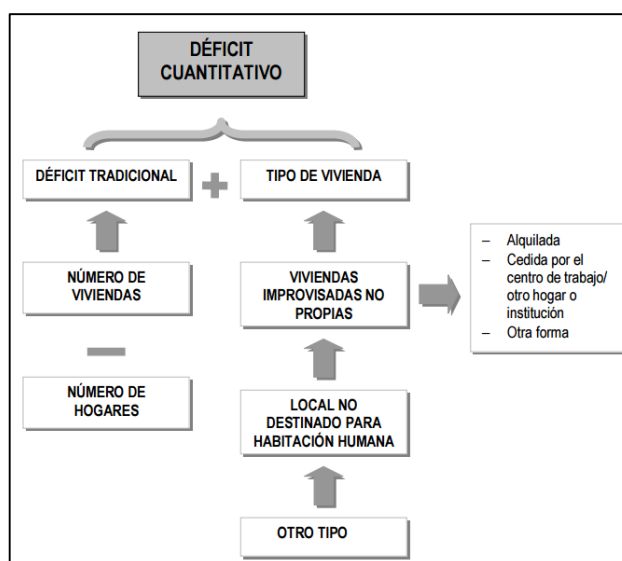 DÉFICIT
CUANTITATIVO
DÉFICIT TRADICIONAL
TIPO DE VIVIENDA
NÚMERO DE
VIVIENDAS
VIVIENDAS
IMPROVISADAS NO
PROPIAS
– Alquilada
– Cedida por el
centro de trabajo/
otro hogar o
institución
– Otra forma
NÚMERO DE
HOGARES
LOCAL NO
DESTINADO PARA
HABITACIÓN HUMANA
OTRO TIPO